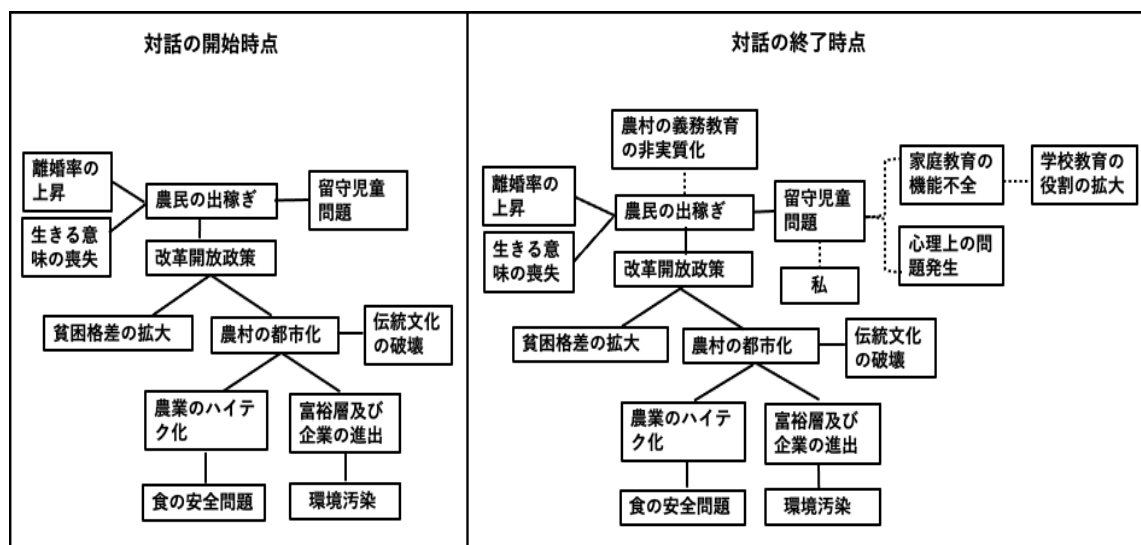 対話の開始時点
離婚率の
上昇
農民の出稼ぎ
留守児童
問題
生きる意
味の喪失
改革開放政策
貧困格差の拡大
農村の都市化
伝統文化
の破壊
農業のハイテ
ク化
富裕層及び
企業の進出
食の安全問題
環境汚染
対話の終了時点
農村の義務教育
の非実質化
離婚率の
上昇
農民の出稼ぎ
留守児童
問題
家庭教育の
機能不全
学校教育の
役割の拡大
生きる意
味の喪失
改革開放政策
私
心理上の問
題発生
貧困格差の拡大
農村の都市化
伝統文化
の破壊
農業のハイテ
ク化
富裕層及び
企業の進出
食の安全問題
環境汚染